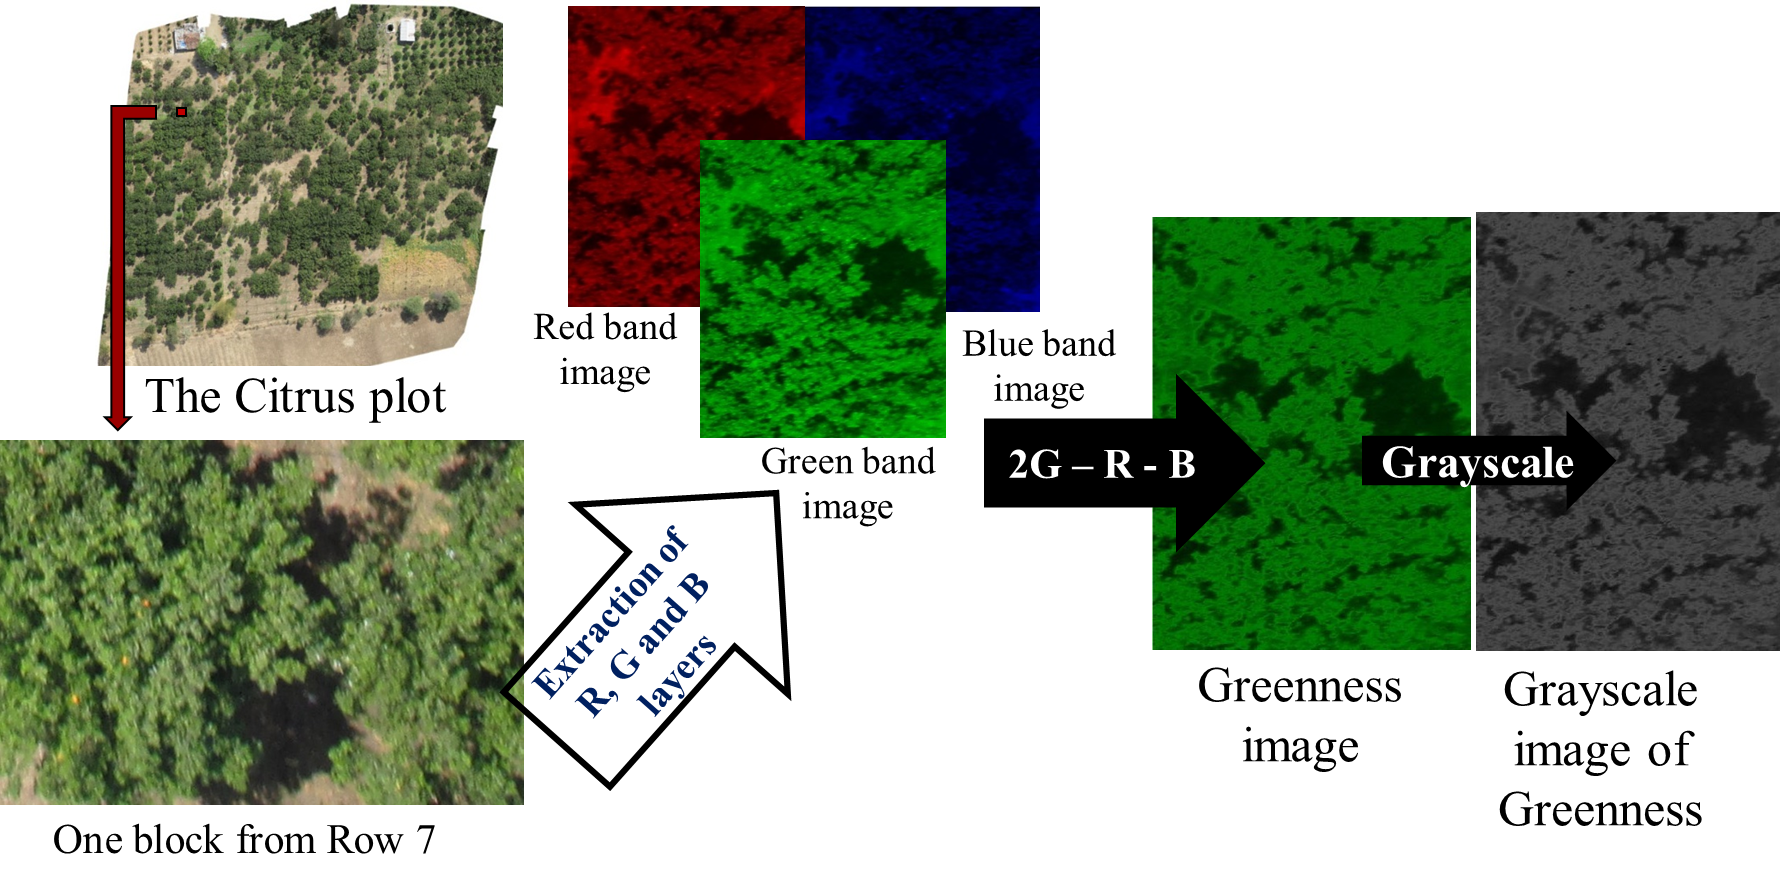 The Citrus plot
One block from Row 7
Extraction of
R, G and B
layers
Red band
image
Green band
image
Blue band
image
2G – R - B
Greenness
image
Grayscale
Grayscale
image of
Greenness